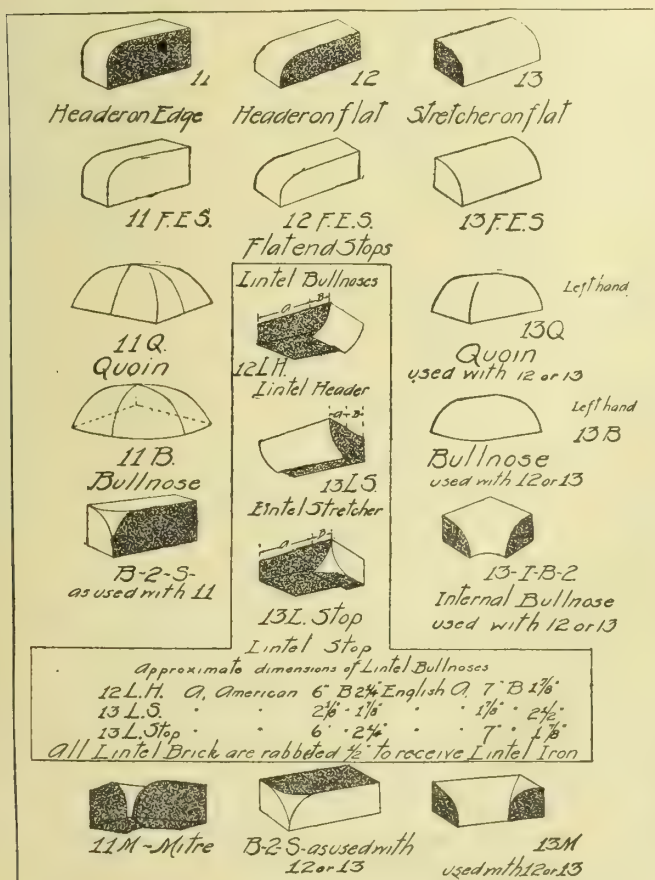 11 12 13
Header on Edge Header on flat Stretcher on flat
11 F.E.S. 12 F.E.S. 13 F.E.S
Flat end Stops
Lintel Bullnoses
A B
12 L.H.
Lintel Header
A B
13 L.S.
Lintel Stretcher
A B
13 L. Stop
Lintel Stop
11 Q.
Quoin
11 B.
Bullnose
B-2-S-
as used with 11
Left hand
13 Q
Quoin
used with 12 or 13
Left hand
13 B
Bullnose
used with 12 or 13
13-I-B-2
Internal Bullnose
used with 12 or 13
Approximate dimensions of Lintel Bullnoses
12 L.H. A, American 6" B 2¼" English A, 7" B 1⅞"
13 L.S. " " 2⅛" " 1⅞" " " 1⅞" " 2½"
13 L. Stop " " 6" " 2¼" " " 7" " 1⅞"
All Lintel Brick are rabbeted ½" to receive Lintel Iron
11 M - Mitre
B-2-S-as used with
12 or 13
13 M
used with 12 or 13